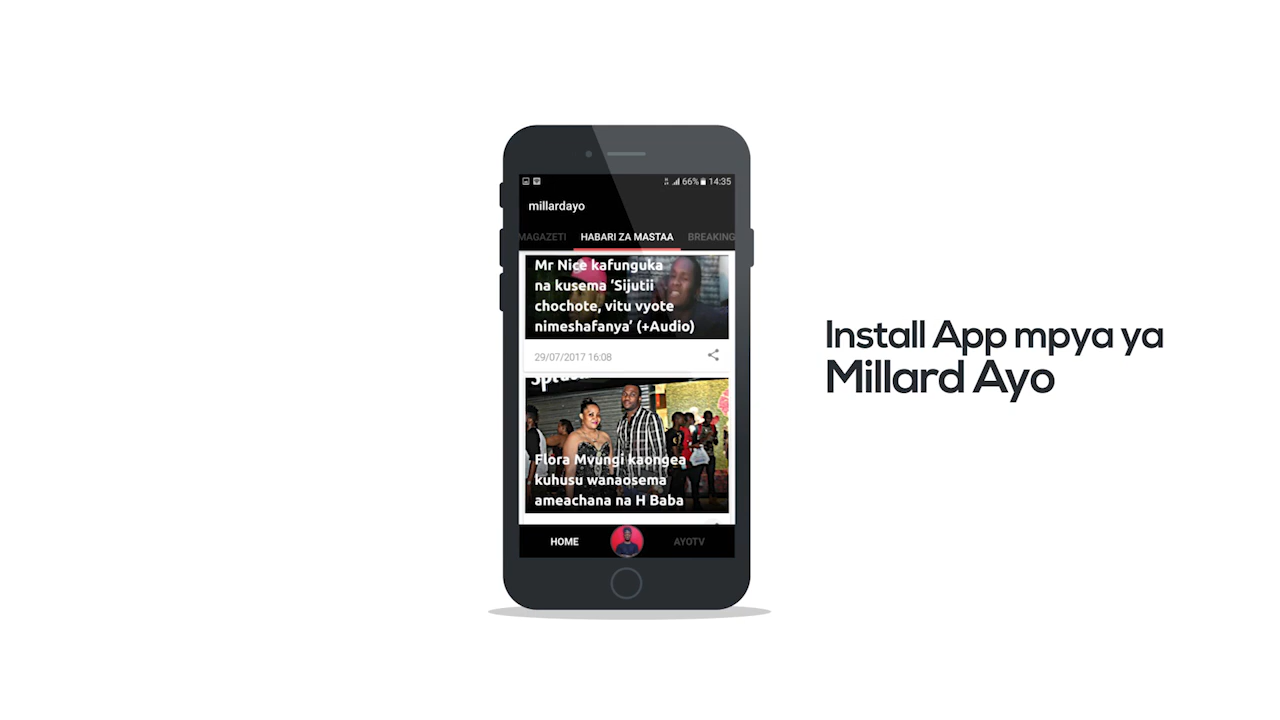 66% 14:35
millardayo
MAGAZETI HABARI ZA MASTAA BREAKING
Mr Nice kafunguka
na kusema ‘Sijutii
chochote, vitu vyote
nimeshafanya’ (+Audio)
29/07/2017 16:08
Flora Mvungi kaongea
kuhusu wanaosema
ameachana na H Baba
HOME AYOTV
Install App mpya ya
Millard Ayo